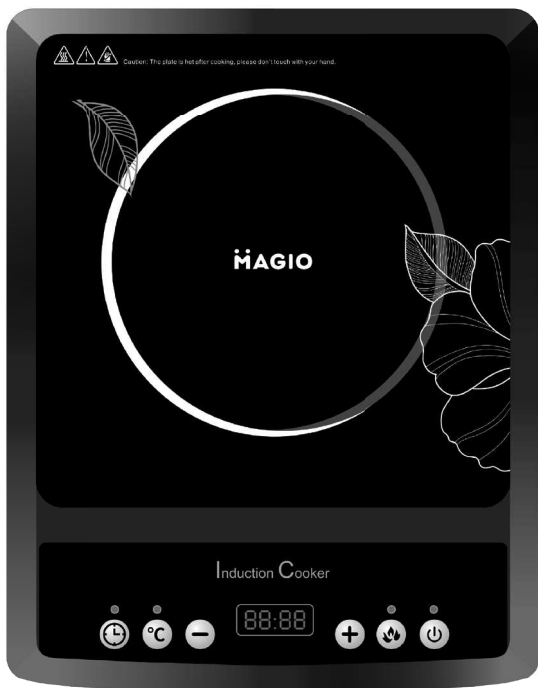 Caution: The plate is hot after cooking, please don't touch with your hand.
MAGIO
Induction Cooker
88:88
°C